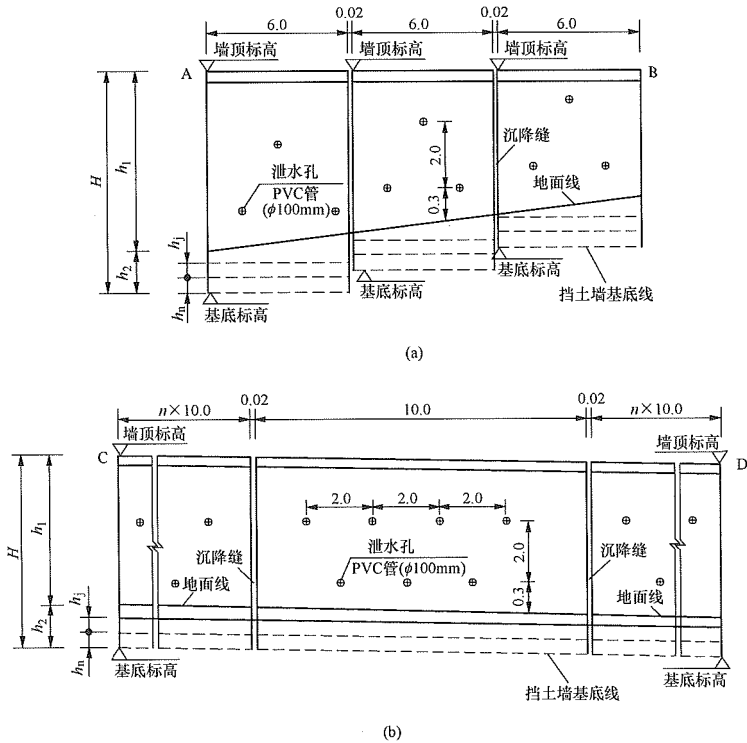 0.02
0.02
6.0
6.0
6.0
墙顶标高
墙顶标高
墙顶标高
A
B
H
h1
h2
hj
hn
泄水孔
PVC管
(ϕ100mm)
2.0
0.3
沉降缝
地面线
基底标高
基底标高
基底标高
挡土墙基底线
(a)
0.02
0.02
n×10.0
10.0
n×10.0
墙顶标高
墙顶标高
C
D
H
h1
h2
hj
hn
2.0
2.0
2.0
泄水孔
PVC管(ϕ100mm)
2.0
0.3
沉降缝
沉降缝
地面线
地面线
基底标高
基底标高
挡土墙基底线
(b)